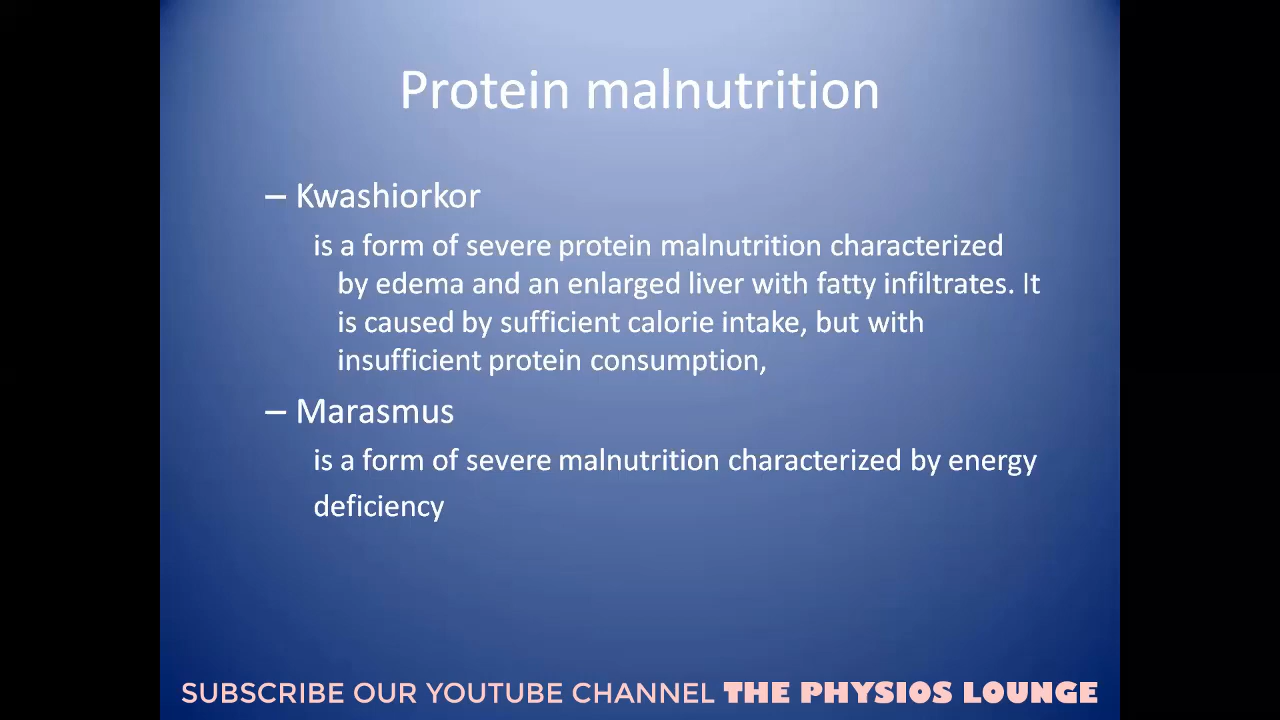 Protein malnutrition
– Kwashiorkor
is a form of severe protein malnutrition characterized
by edema and an enlarged liver with fatty infiltrates. It
is caused by sufficient calorie intake, but with
insufficient protein consumption,
– Marasmus
is a form of severe malnutrition characterized by energy
deficiency
SUBSCRIBE OUR YOUTUBE CHANNEL THE PHYSIOS LOUNGE